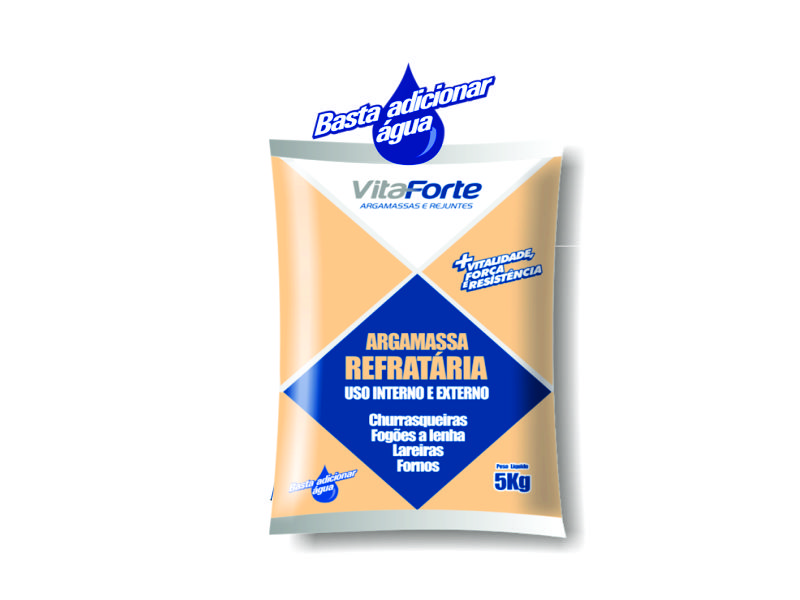 Basta adicionar
água
VitaForte
ARGAMASSAS E REJUNTES
+VITALIDADE,
FORÇA
E RESISTÊNCIA
ARGAMASSA
REFRATÁRIA
USO INTERNO E EXTERNO
Churrasqueiras
Fogões a lenha
Lareiras
Fornos
Basta adicionar
água
Peso Líquido
5Kg